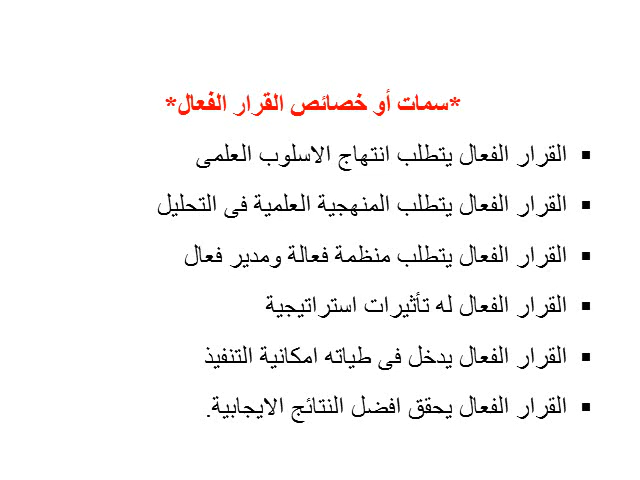 *سمات أو خصائص القرار الفعال*
▪ القرار الفعال يتطلب انتهاج الاسلوب العلمى
▪ القرار الفعال يتطلب المنهجية العلمية فى التحليل
▪ القرار الفعال يتطلب منظمة فعالة ومدير فعال
▪ القرار الفعال له تأثيرات استراتيجية
▪ القرار الفعال يدخل فى طياته امكانية التنفيذ
▪ القرار الفعال يحقق افضل النتائج الايجابية.